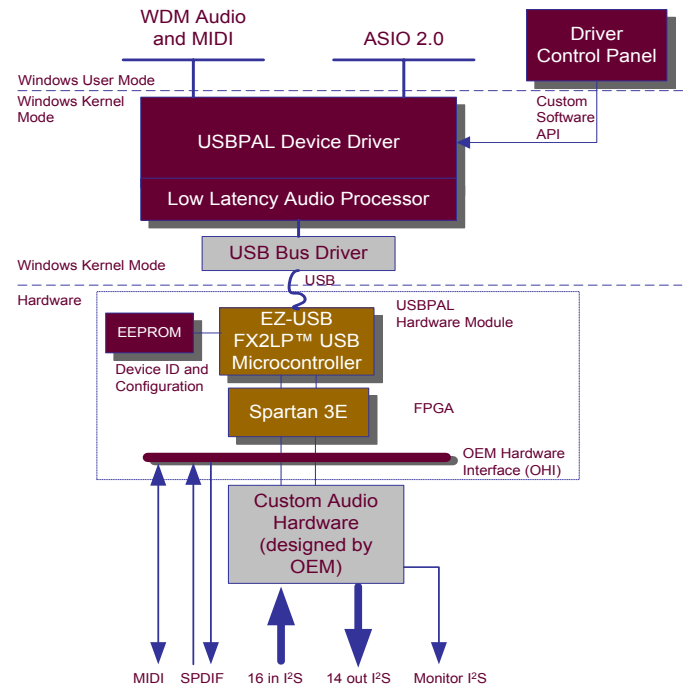 WDM Audio
and MIDI
ASIO 2.0
Driver
Control Panel
Windows User Mode
Windows Kernel
Mode
Custom
Software
API
USBPAL Device Driver
Low Latency Audio Processor
USB Bus Driver
Windows Kernel Mode
USB
Hardware
USBPAL
Hardware Module
EZ-USB
FX2LP™ USB
Microcontroller
EEPROM
Device ID and
Configuration
Spartan 3E
FPGA
OEM Hardware
Interface (OHI)
Custom Audio
Hardware
(designed by
OEM)
MIDI
SPDIF
16 in I²S
14 out I²S
Monitor I²S